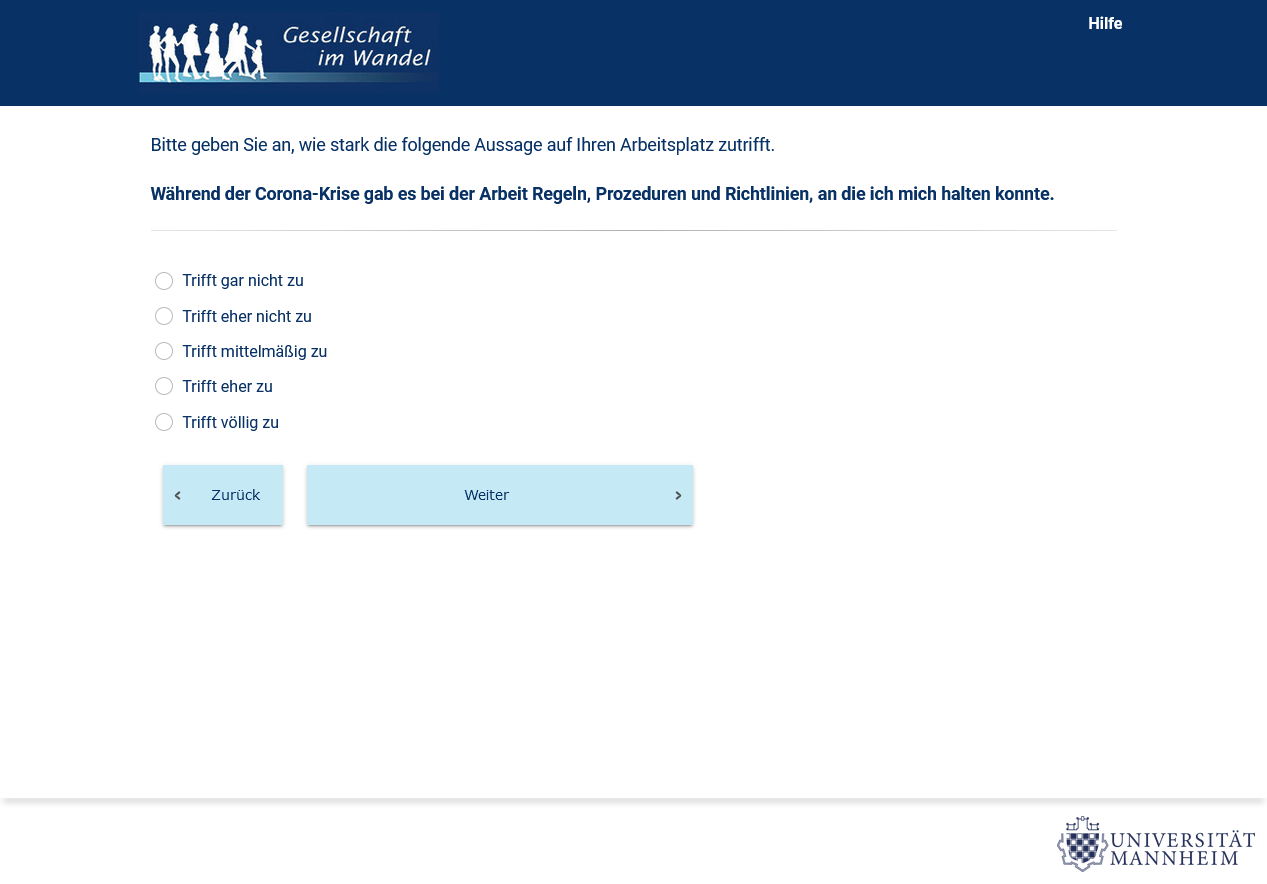 Gesellschaft
im Wandel
Hilfe
Bitte geben Sie an, wie stark die folgende Aussage auf Ihren Arbeitsplatz zutrifft.
Während der Corona-Krise gab es bei der Arbeit Regeln, Prozeduren und Richtlinien, an die ich mich halten konnte.
Trifft gar nicht zu
Trifft eher nicht zu
Trifft mittelmäßig zu
Trifft eher zu
Trifft völlig zu
Zurück
Weiter
UNIVERSITÄT
MANNHEIM